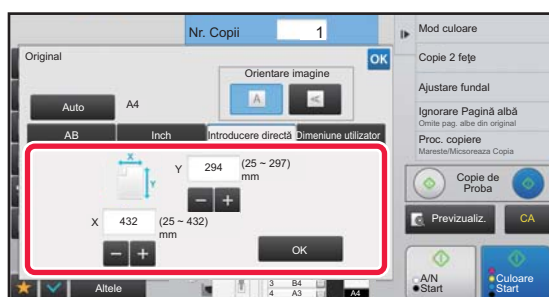 Nr. Copii 1
Original
OK
Orientare imagine
A A
Auto A4
AB Inch Introducere directă Dimeniune utilizator
X
Y
Y 294 (25 ~ 297)
mm
X 432 (25 ~ 432)
mm
OK
Altele
3 B4
4 A3
A4
Mod culoare
Copie 2 fețe
Ajustare fundal
Ignorare Pagină albă
Omite pag. albe din original
Proc. copiere
Mareste/Micsoreaza Copia
Copie de
Proba
Previzualiz. CA
A/N
Start
Culoare
Start